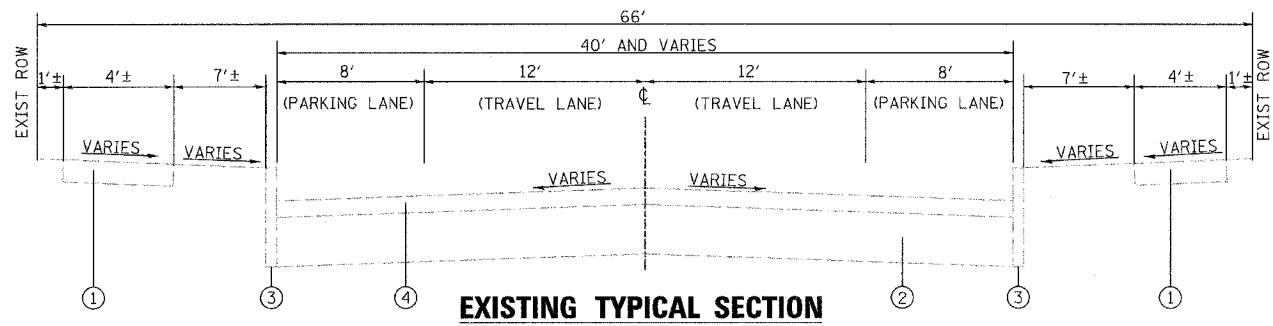 66'
40' AND VARIES
EXIST ROW
1'± 4'± 7'± 8' 12' 12' 8' 7'± 4'± 1'±
EXIST ROW
(PARKING LANE) (TRAVEL LANE) ℄ (TRAVEL LANE) (PARKING LANE)
VARIES VARIES VARIES VARIES VARIES VARIES
1 3 4 2 3 1
EXISTING TYPICAL SECTION